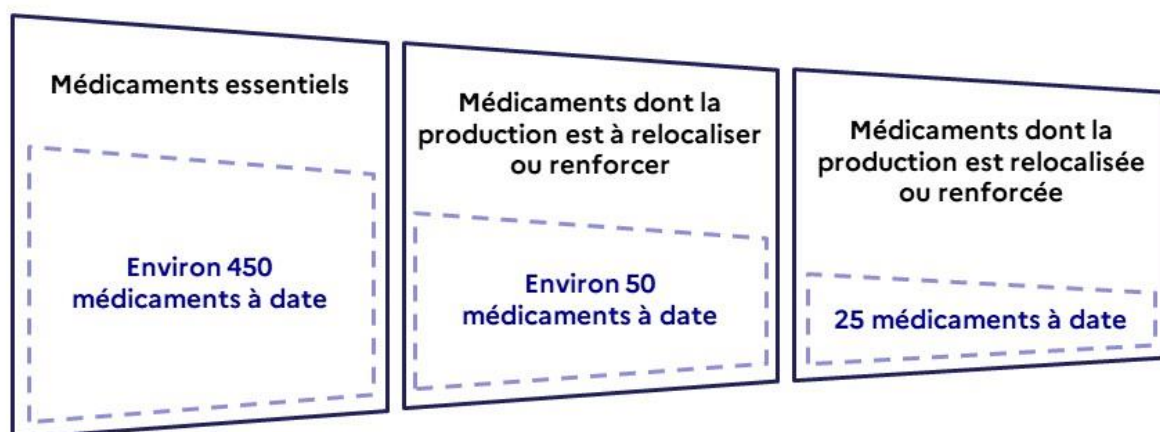 Médicaments essentiels
Environ 450
médicaments à date
Médicaments dont la
production est à relocaliser
ou renforcer
Environ 50
médicaments à date
Médicaments dont la
production est relocalisée
ou renforcée
25 médicaments à date